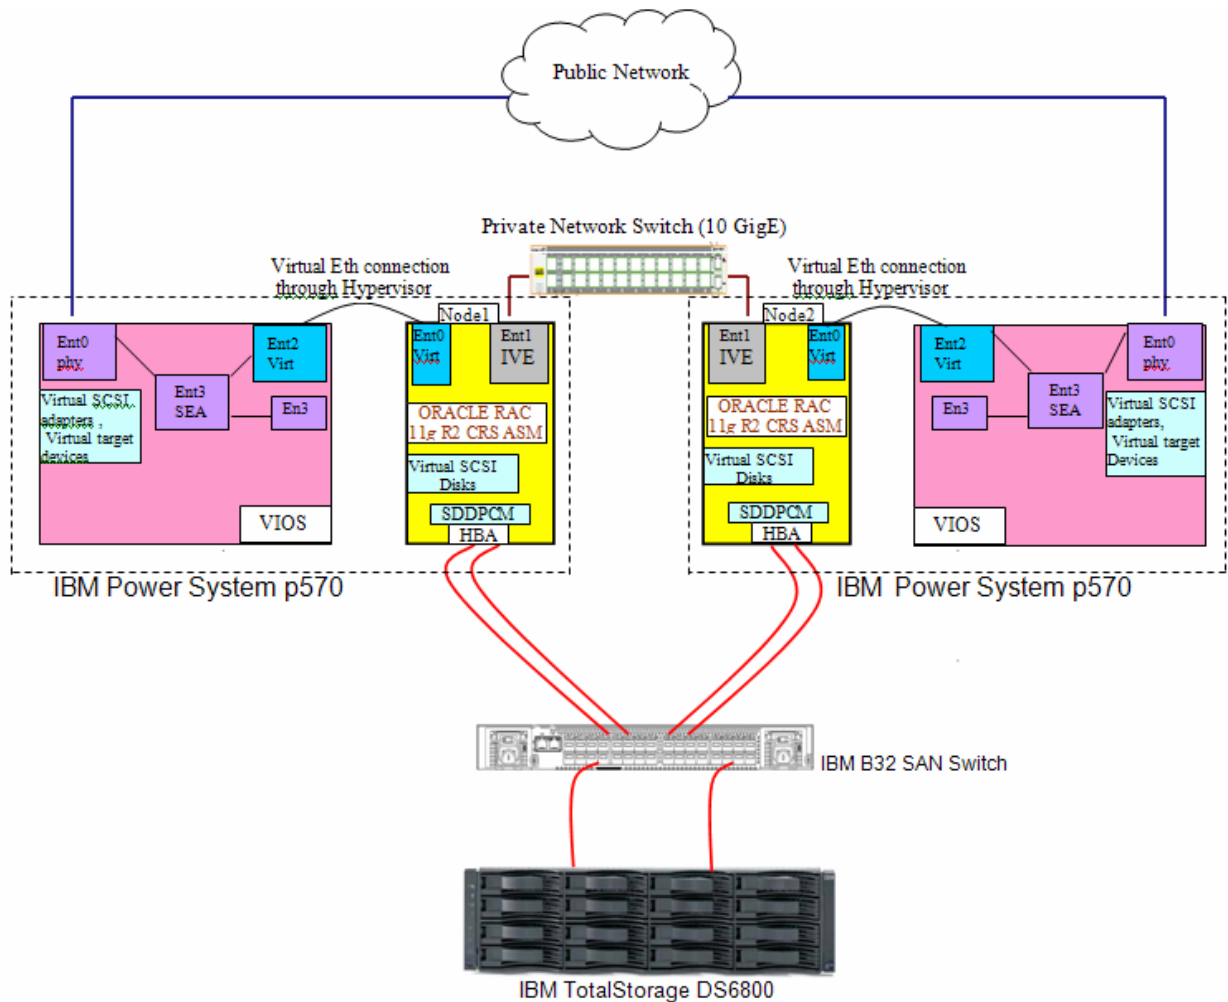 Public Network
Private Network Switch (10 GigE)
Virtual Eth connection
through Hypervisor
Virtual Eth connection
through Hypervisor
Node1
Node2
Ent0
phy
Ent2
Virt
Ent3
SEA
En3
Virtual SCSI
adapters ,
Virtual target
devices
VIOS
Ent0
Virt
Ent1
IVE
ORACLE RAC
11g R2 CRS ASM
Virtual SCSI
Disks
SDDPCM
HBA
Ent1
IVE
Ent0
Virt
ORACLE RAC
11g R2 CRS ASM
Virtual SCSI
Disks
SDDPCM
HBA
Ent2
Virt
Ent0
phy
Ent3
SEA
En3
Virtual SCSI
adapters,
Virtual target
Devices
VIOS
IBM Power System p570
IBM Power System p570
IBM B32 SAN Switch
IBM TotalStorage DS6800